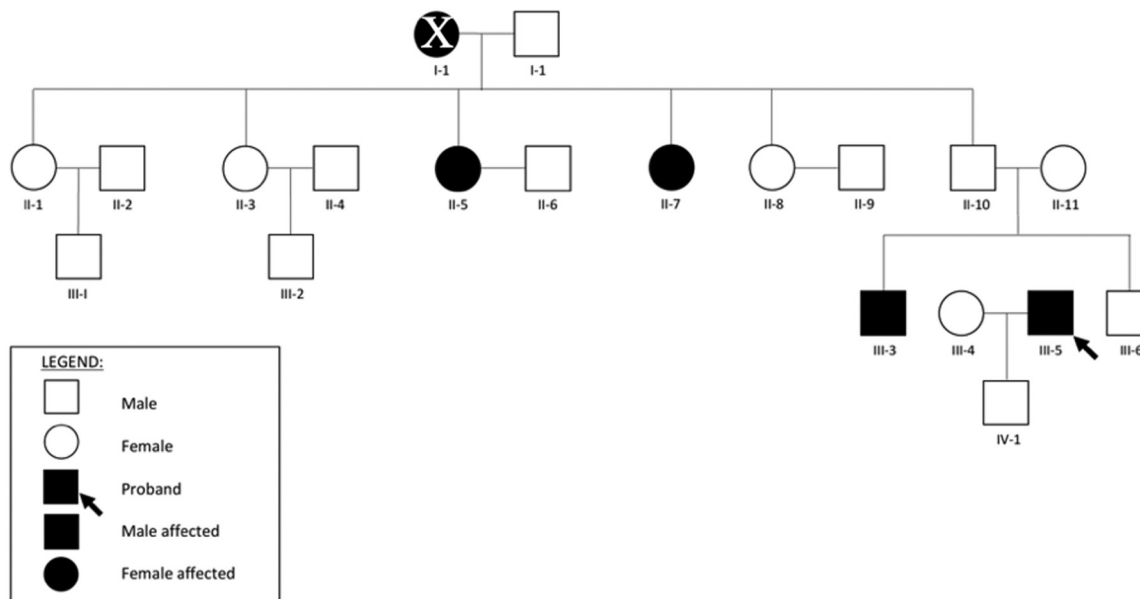 X
I-1 I-1
II-1 II-2 II-3 II-4 II-5 II-6 II-7 II-8 II-9 II-10 II-11
III-I III-2
III-3 III-4 III-5 III-6
IV-1
LEGEND:
Male
Female
Proband
Male affected
Female affected